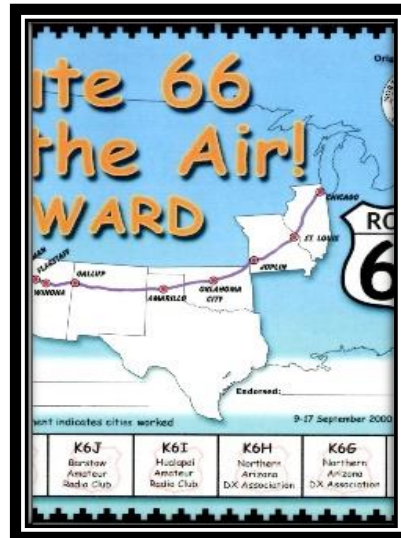 ute 66
Orig
the Air!
WARD
CHICAGO
ST. LOUIS
JOPLIN
RO
6
MAN
FLAGSTAFF
WINONA
GALLUP
AMARILLO
OKLAHOMA
CITY
Endorsed:
ment indicates cities worked
9-17 September 2000
K6J
Barstow
Amateur
Radio Club
K6I
Hualapai
Amateur
Radio Club
K6H
Northern
Arizona
DX Association
K6G
Northern
Arizona
DX Association